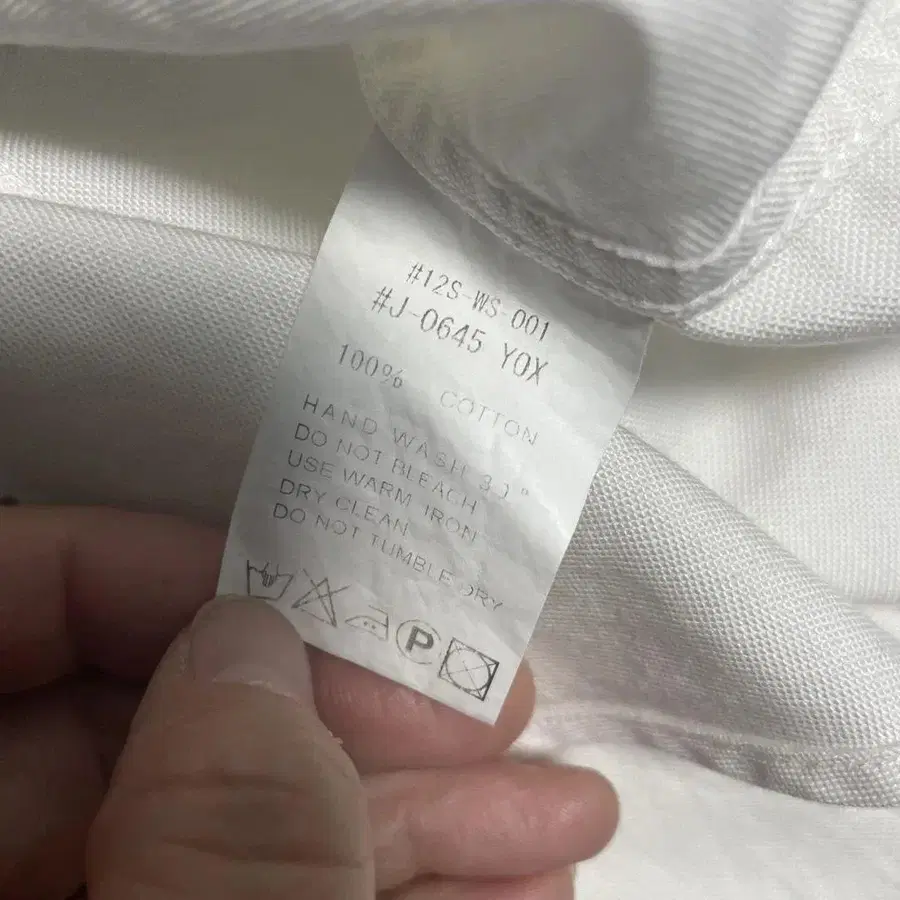 #12S-WS-001
#J-0645 YOX
100% COTTON
HAND WASH 30°
DO NOT BLEACH
USE WARM IRON
DRY CLEAN
DO NOT TUMBLE DRY
P